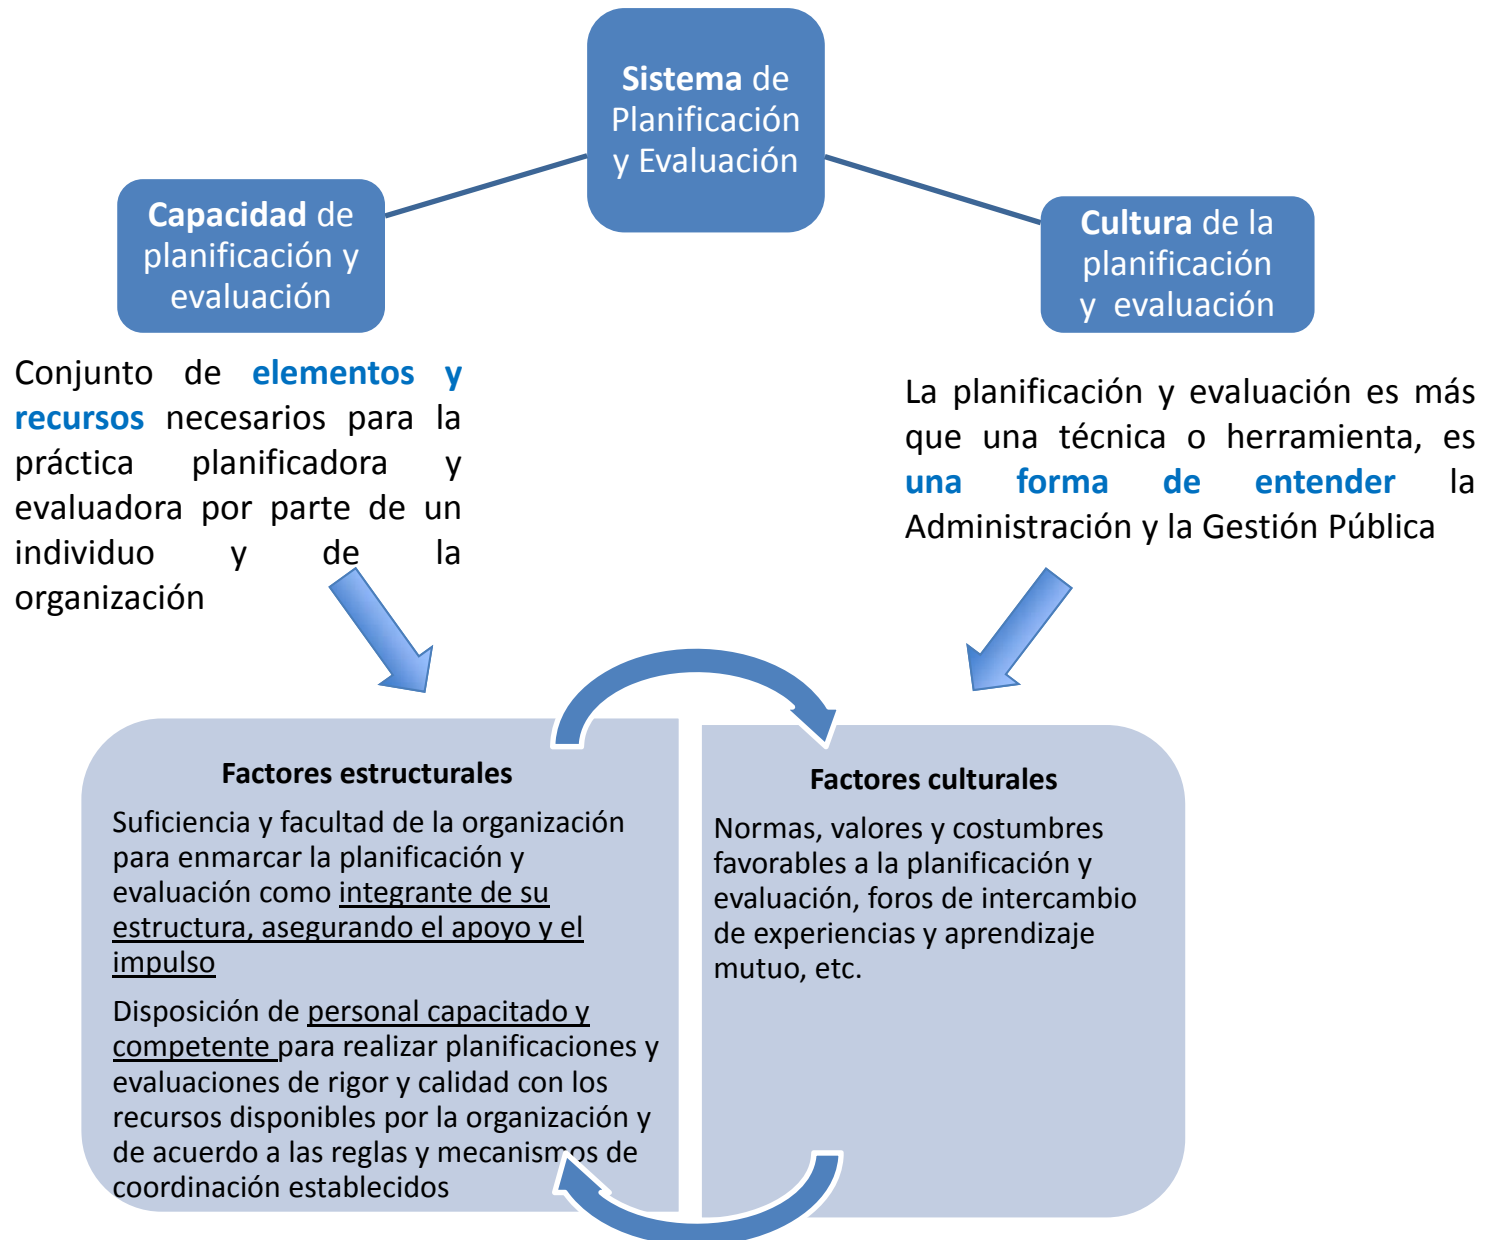 Sistema de
Planificación
y Evaluación
Capacidad de
planificación y
evaluación
Cultura de la
planificación
y evaluación
Conjunto de elementos y
recursos necesarios para la
práctica planificadora y
evaluadora por parte de un
individuo y de la
organización
La planificación y evaluación es más
que una técnica o herramienta, es
una forma de entender la
Administración y la Gestión Pública
Factores estructurales
Suficiencia y facultad de la organización
para enmarcar la planificación y
evaluación como integrante de su
estructura, asegurando el apoyo y el
impulso
Disposición de personal capacitado y
competente para realizar planificaciones y
evaluaciones de rigor y calidad con los
recursos disponibles por la organización y
de acuerdo a las reglas y mecanismos de
coordinación establecidos
Factores culturales
Normas, valores y costumbres
favorables a la planificación y
evaluación, foros de intercambio
de experiencias y aprendizaje
mutuo, etc.